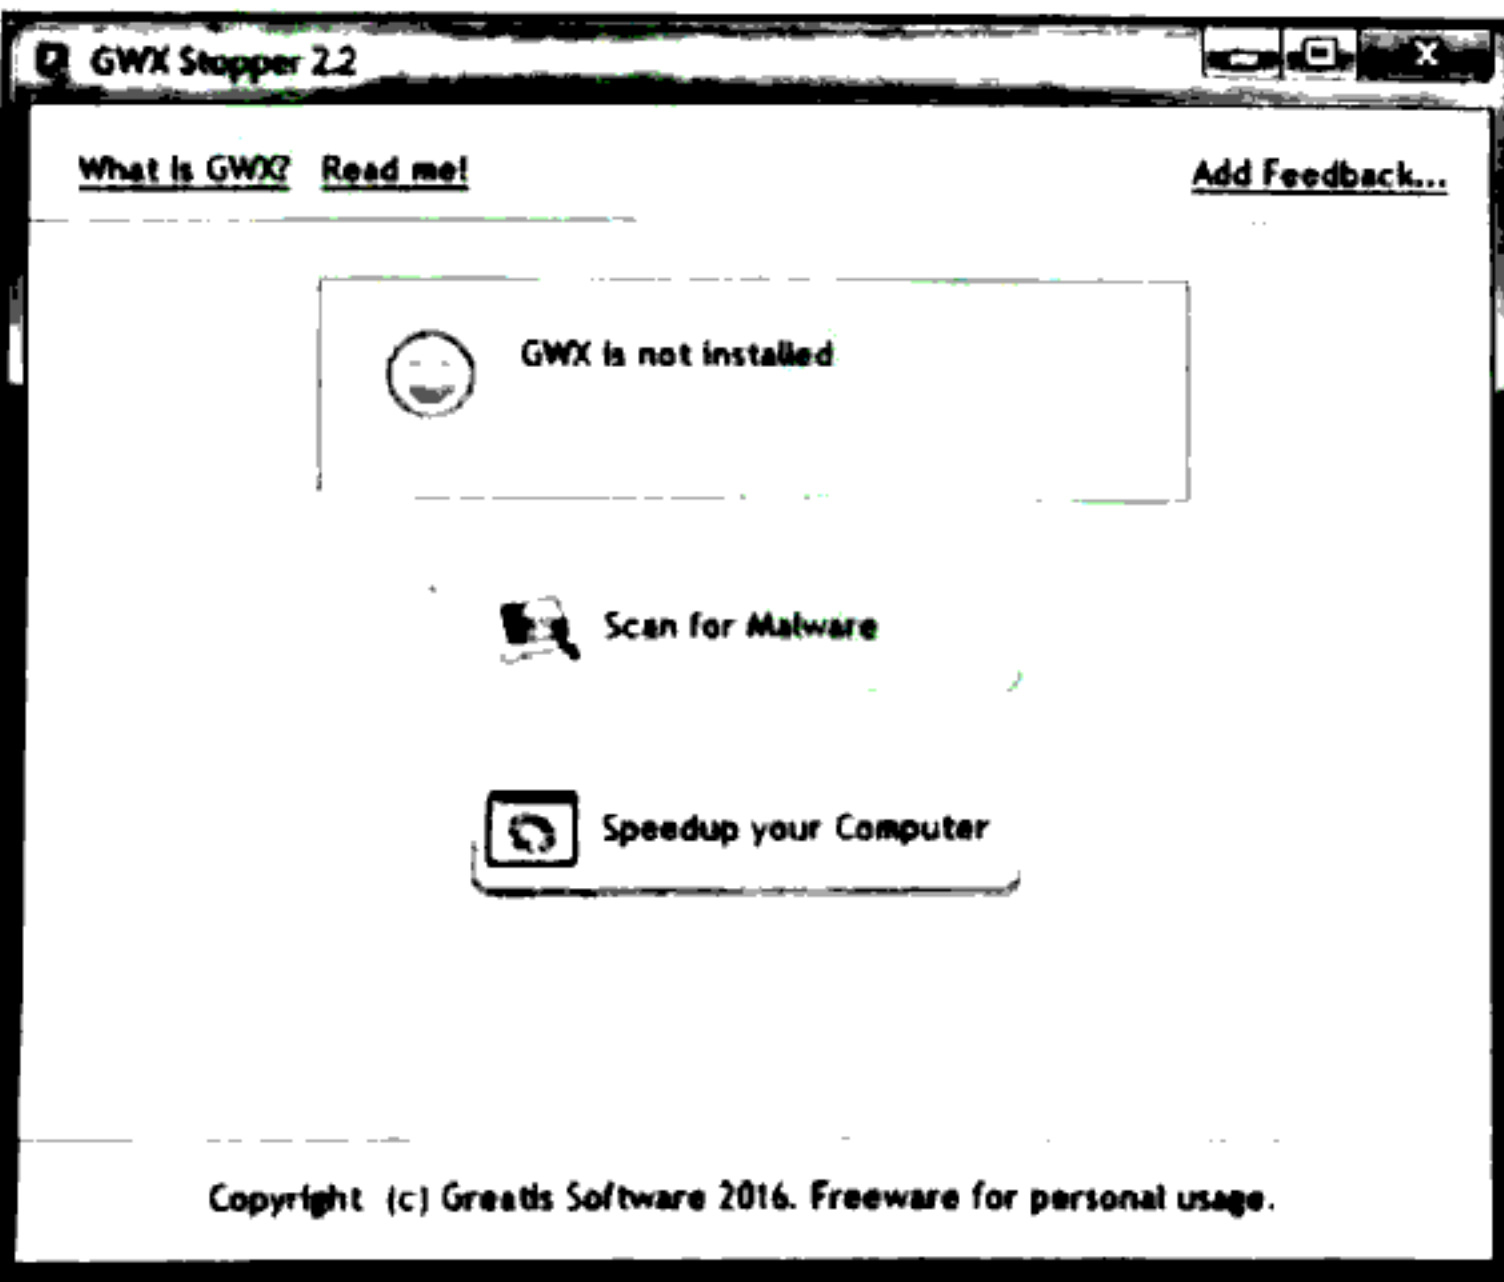 GWX Stopper 2.2
What is GWX? Read me! Add Feedback...
GWX is not installed
Scan for Malware
Speedup your Computer
Copyright (c) Greatis Software 2016. Freeware for personal usage.